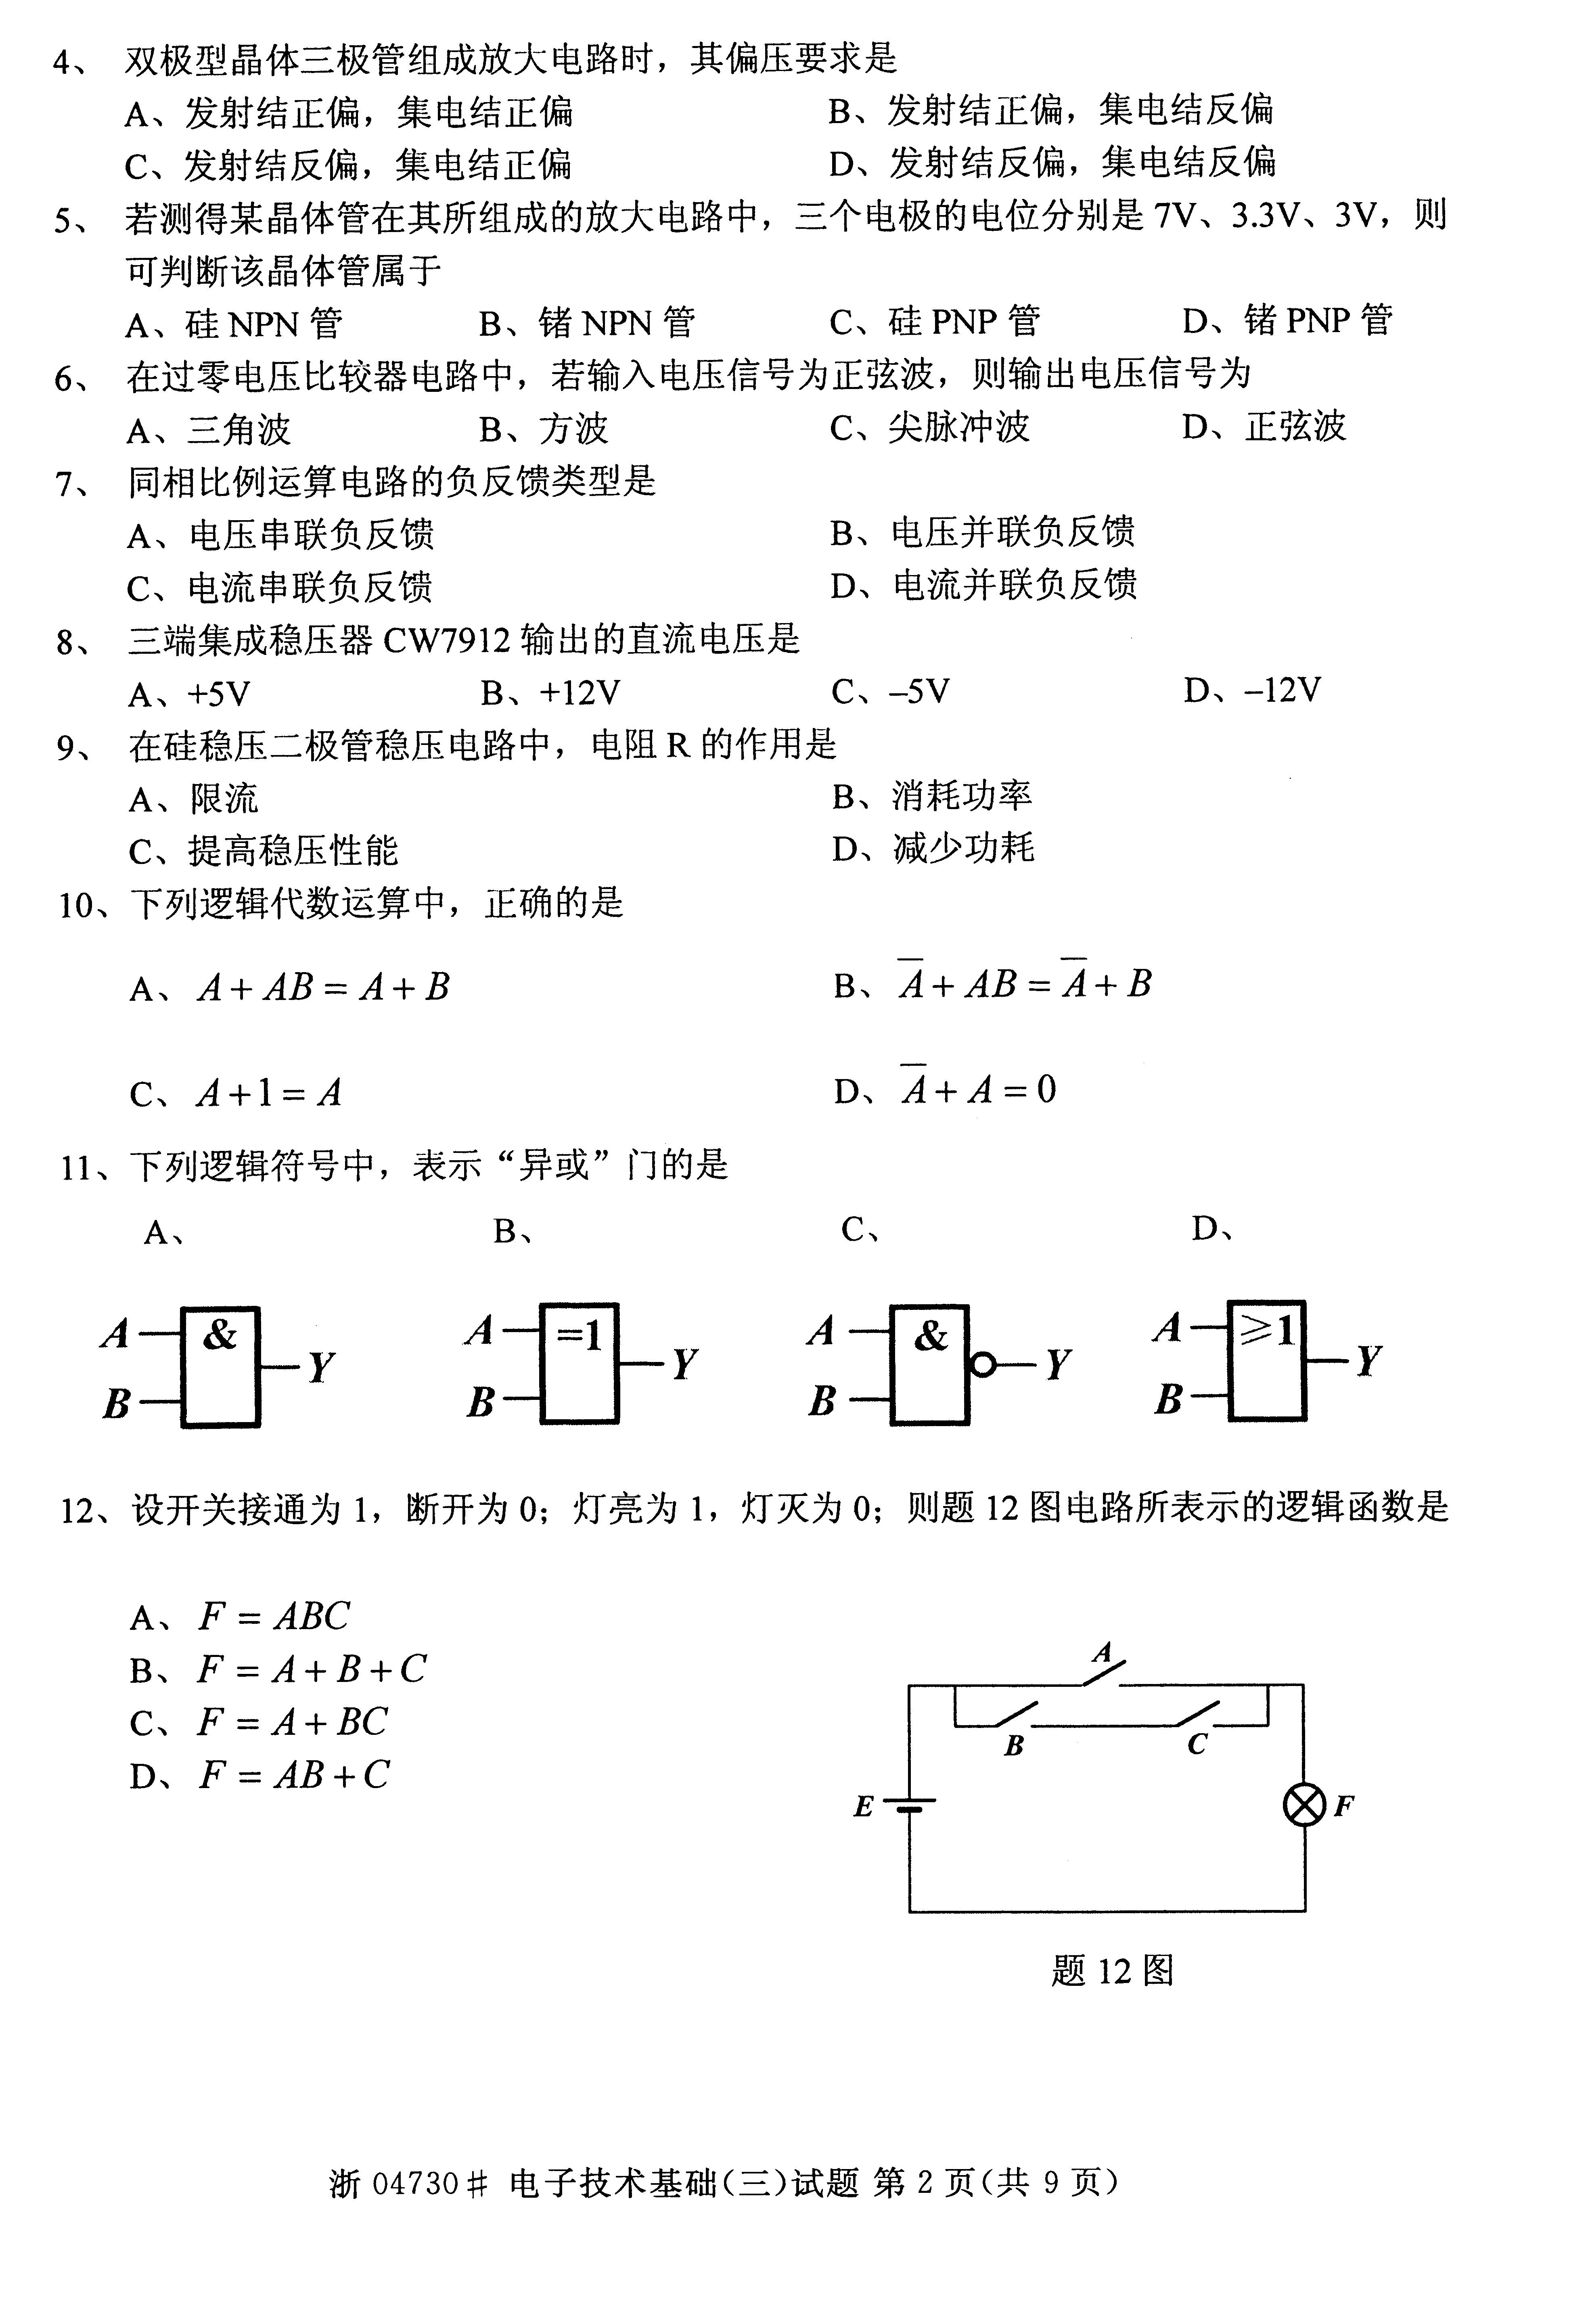 4、 双极型晶体三极管组成放大电路时，其偏压要求是
A、发射结正偏，集电结正偏 B、发射结正偏，集电结反偏
C、发射结反偏，集电结正偏 D、发射结反偏，集电结反偏
5、 若测得某晶体管在其所组成的放大电路中，三个电极的电位分别是 7V、3.3V、3V，则
可判断该晶体管属于
A、硅 NPN 管 B、锗 NPN 管 C、硅 PNP 管 D、锗 PNP 管
6、 在过零电压比较器电路中，若输入电压信号为正弦波，则输出电压信号为
A、三角波 B、方波 C、尖脉冲波 D、正弦波
7、 同相比例运算电路的负反馈类型是
A、电压串联负反馈 B、电压并联负反馈
C、电流串联负反馈 D、电流并联负反馈
8、 三端集成稳压器 CW7912 输出的直流电压是
A、+5V B、+12V C、–5V D、–12V
9、 在硅稳压二极管稳压电路中，电阻 R 的作用是
A、限流 B、消耗功率
C、提高稳压性能 D、减少功耗
10、下列逻辑代数运算中，正确的是
A、 A + AB = A + B B、 A̅ + AB = A̅ + B
C、 A + 1 = A D、 A̅ + A = 0
11、下列逻辑符号中，表示“异或”门的是
A、 B、 C、 D、
A & Y B A =1 Y B A & Y B A ≥1 Y B
12、设开关接通为 1，断开为 0；灯亮为 1，灯灭为 0；则题 12 图电路所表示的逻辑函数是
A、 F = ABC
B、 F = A + B + C
C、 F = A + BC
D、 F = AB + C
A
B C
E F
题 12 图
浙 04730# 电子技术基础(三)试题 第 2 页(共 9 页)